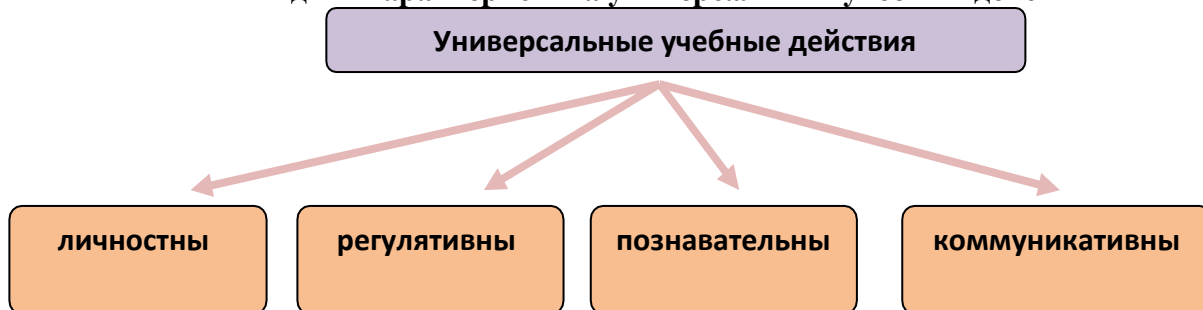 Универсальные учебные действия
личностны
регулятивны
познавательны
коммуникативны